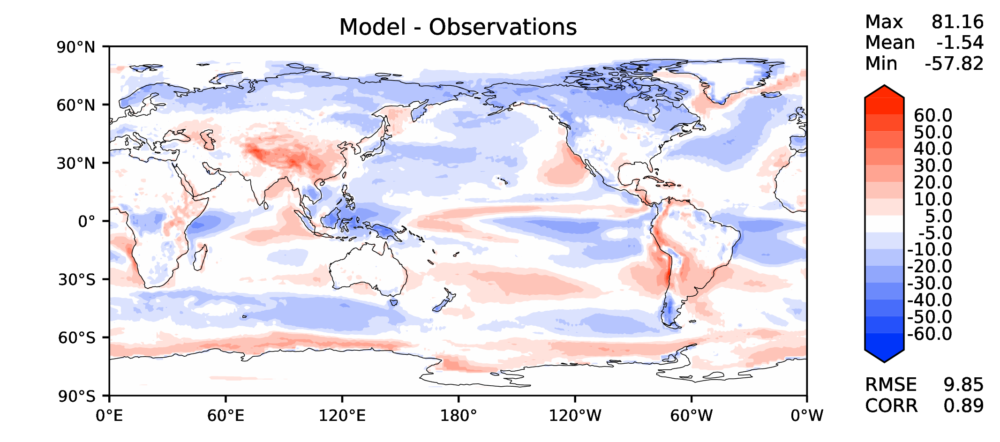 Model - Observations
Max 81.16
Mean -1.54
Min -57.82
90°N
60°N
30°N
0°
30°S
60°S
90°S
0°E
60°E
120°E
180°
120°W
60°W
0°W
60.0
50.0
40.0
30.0
20.0
10.0
5.0
-5.0
-10.0
-20.0
-30.0
-40.0
-50.0
-60.0
RMSE 9.85
CORR 0.89